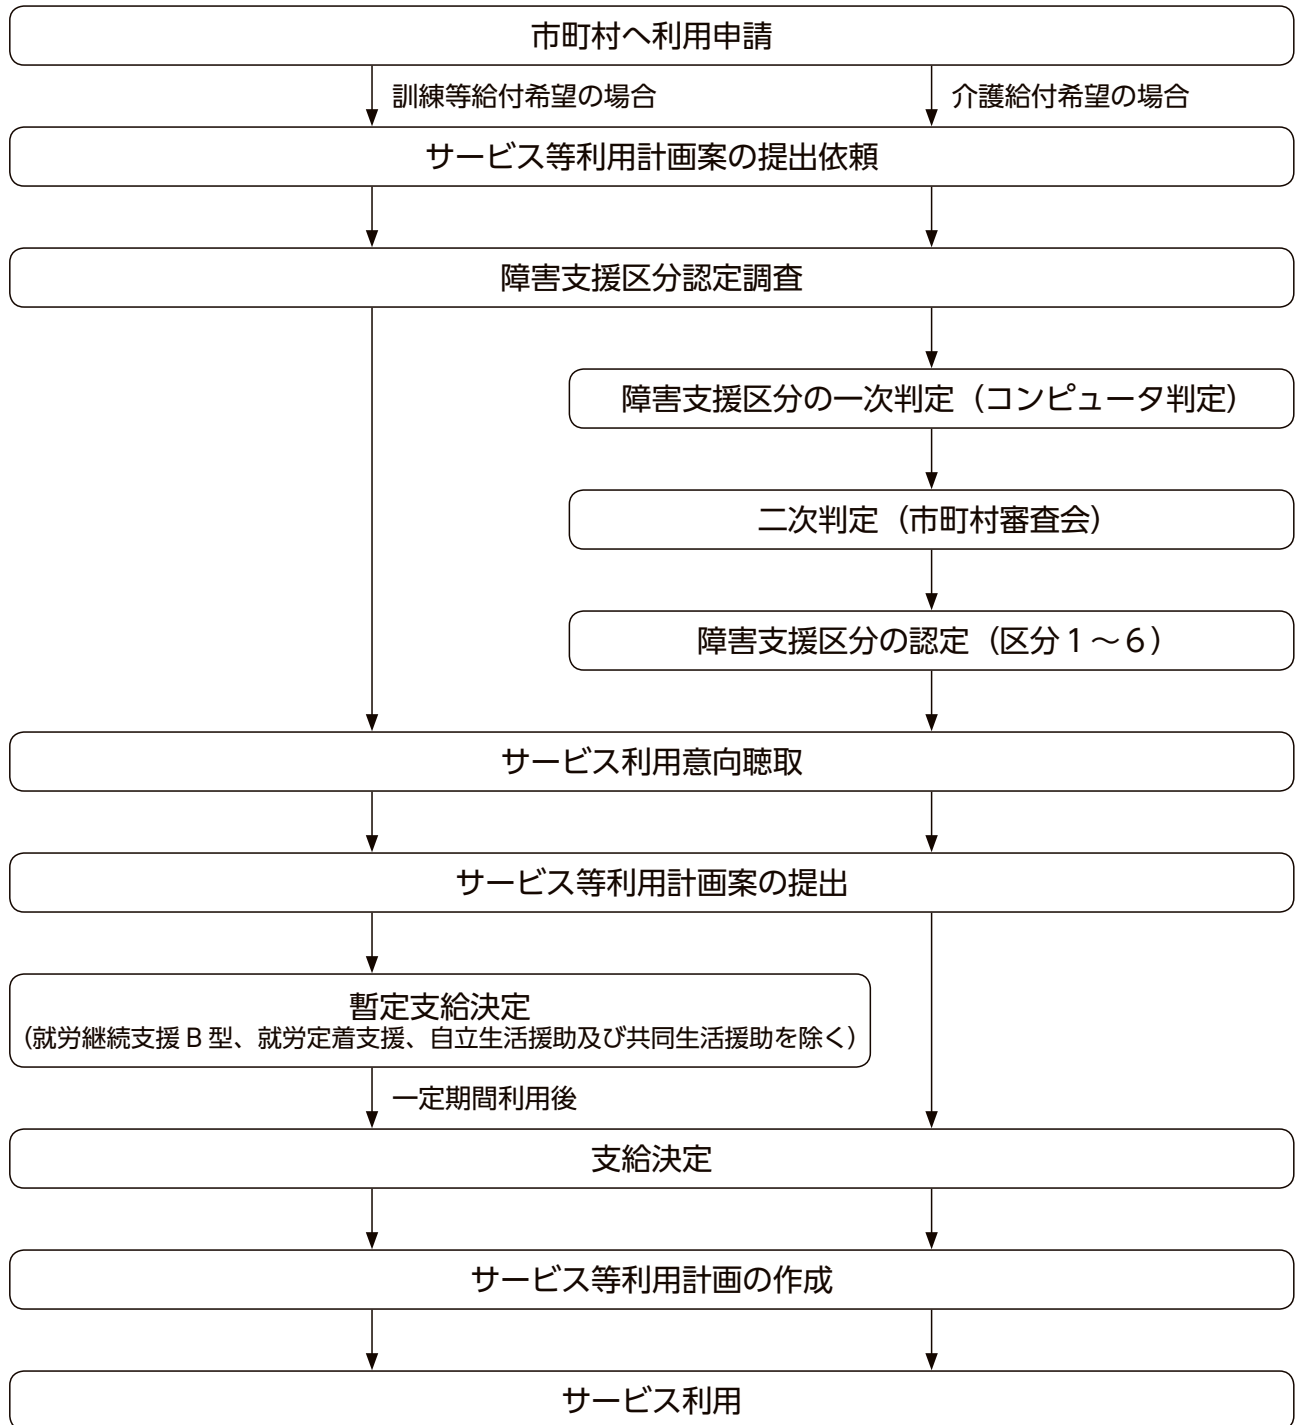 市町村へ利用申請
訓練等給付希望の場合
介護給付希望の場合
サービス等利用計画案の提出依頼
障害支援区分認定調査
障害支援区分の一次判定（コンピュータ判定）
二次判定（市町村審査会）
障害支援区分の認定（区分１～６）
サービス利用意向聴取
サービス等利用計画案の提出
暫定支給決定
（就労継続支援Ｂ型、就労定着支援、自立生活援助及び共同生活援助を除く）
一定期間利用後
支給決定
サービス等利用計画の作成
サービス利用